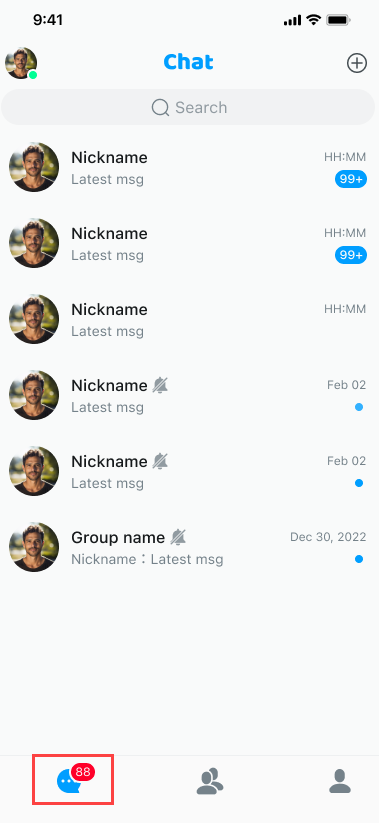 9:41
Chat
Search
Nickname HH:MM
Latest msg 99+
Nickname HH:MM
Latest msg 99+
Nickname HH:MM
Latest msg
Nickname Feb 02
Latest msg
Nickname Feb 02
Latest msg
Group name Dec 30, 2022
Nickname：Latest msg
88